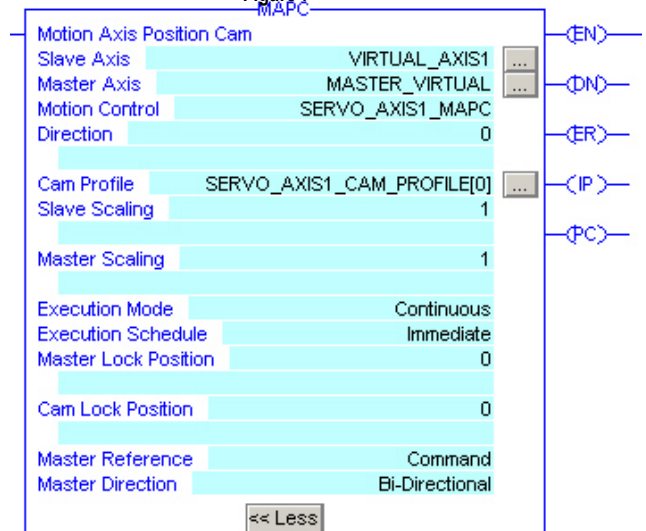 MAPC
Motion Axis Position Cam
Slave Axis VIRTUAL_AXIS1 ...
Master Axis MASTER_VIRTUAL ...
Motion Control SERVO_AXIS1_MAPC
Direction 0
Cam Profile SERVO_AXIS1_CAM_PROFILE[0] ...
Slave Scaling 1
Master Scaling 1
Execution Mode Continuous
Execution Schedule Immediate
Master Lock Position 0
Cam Lock Position 0
Master Reference Command
Master Direction Bi-Directional
<< Less
EN
DN
ER
IP
PC